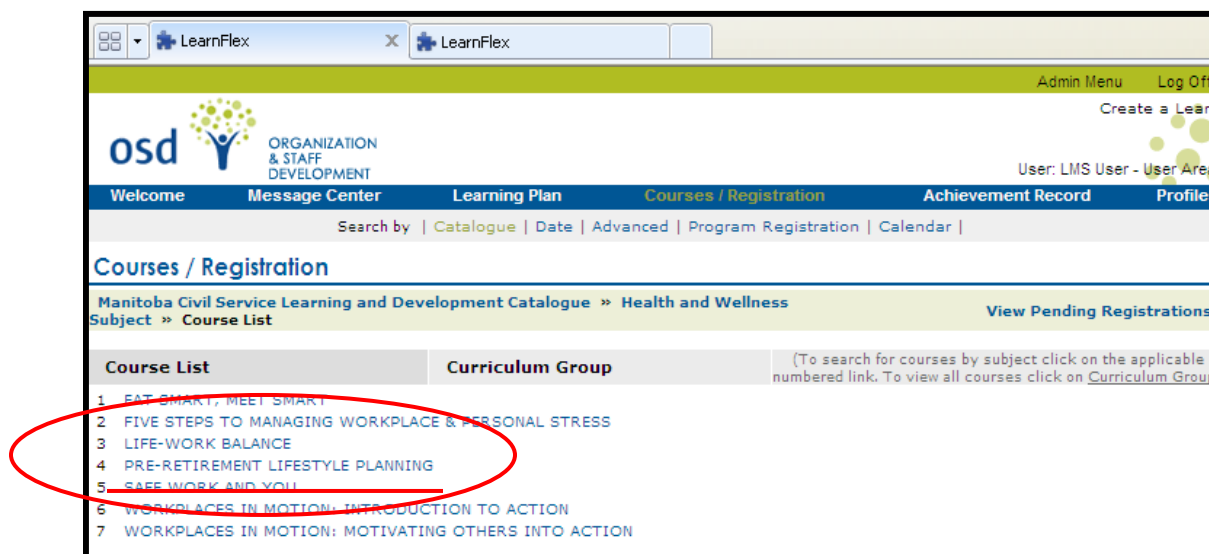 LearnFlex LearnFlex
Admin Menu Log Off
Create a Lear
osd ORGANIZATION
& STAFF
DEVELOPMENT
User: LMS User - User Are
Welcome Message Center Learning Plan Courses / Registration Achievement Record Profile
Search by | Catalogue | Date | Advanced | Program Registration | Calendar |
Courses / Registration
Manitoba Civil Service Learning and Development Catalogue » Health and Wellness
Subject » Course List
View Pending Registrations
Course List Curriculum Group
(To search for courses by subject click on the applicable
numbered link. To view all courses click on Curriculum Group
1 EAT SMART, MEET SMART
2 FIVE STEPS TO MANAGING WORKPLACE & PERSONAL STRESS
3 LIFE-WORK BALANCE
4 PRE-RETIREMENT LIFESTYLE PLANNING
5 SAFE WORK AND YOU
6 WORKPLACES IN MOTION: INTRODUCTION TO ACTION
7 WORKPLACES IN MOTION: MOTIVATING OTHERS INTO ACTION